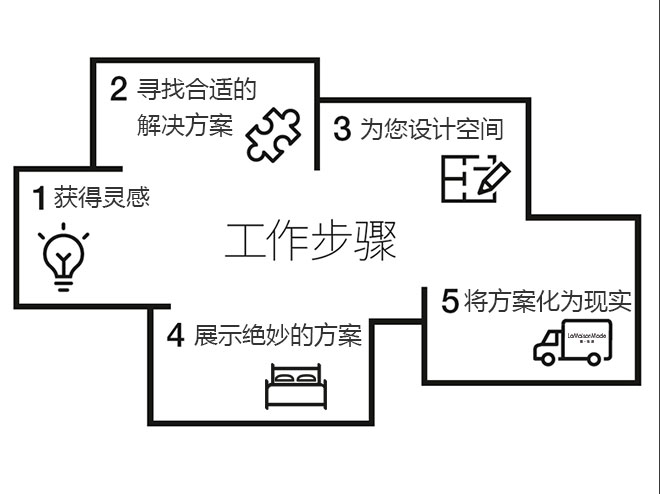 2 寻找合适的
解决方案
3 为您设计空间
1 获得灵感
工作步骤
5 将方案化为现实
LaMaisonMade
4 展示绝妙的方案